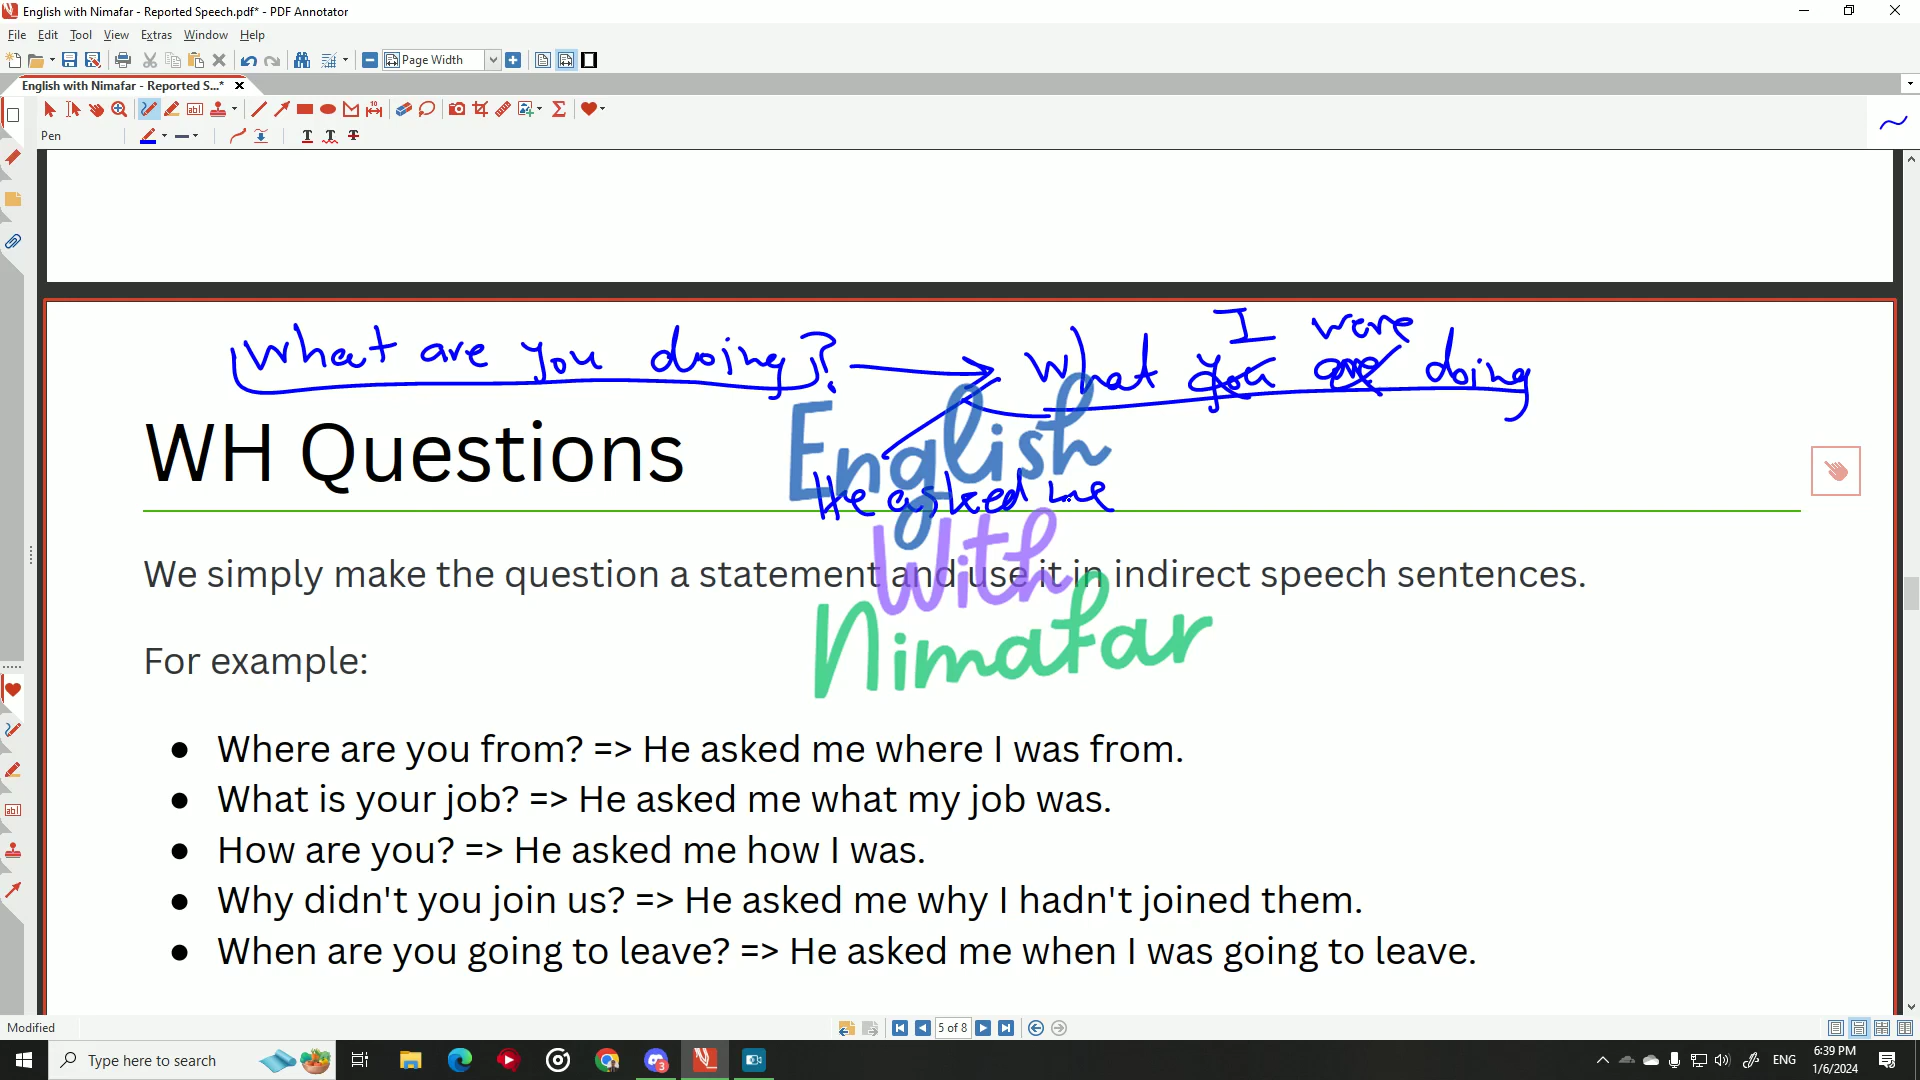 English with Nimafar - Reported Speech.pdf* - PDF Annotator
File Edit Tool View Extras Window Help
Page Width
English with Nimafar - Reported S...*
Pen
I were
What are you doing? What you are doing
WH Questions
He asked me
English
With
Nimafar
We simply make the question a statement and use it in indirect speech sentences.
For example:
● Where are you from? => He asked me where I was from.
● What is your job? => He asked me what my job was.
● How are you? => He asked me how I was.
● Why didn't you join us? => He asked me why I hadn't joined them.
● When are you going to leave? => He asked me when I was going to leave.
Modified
5 of 8
Type here to search
ENG
6:39 PM
1/6/2024